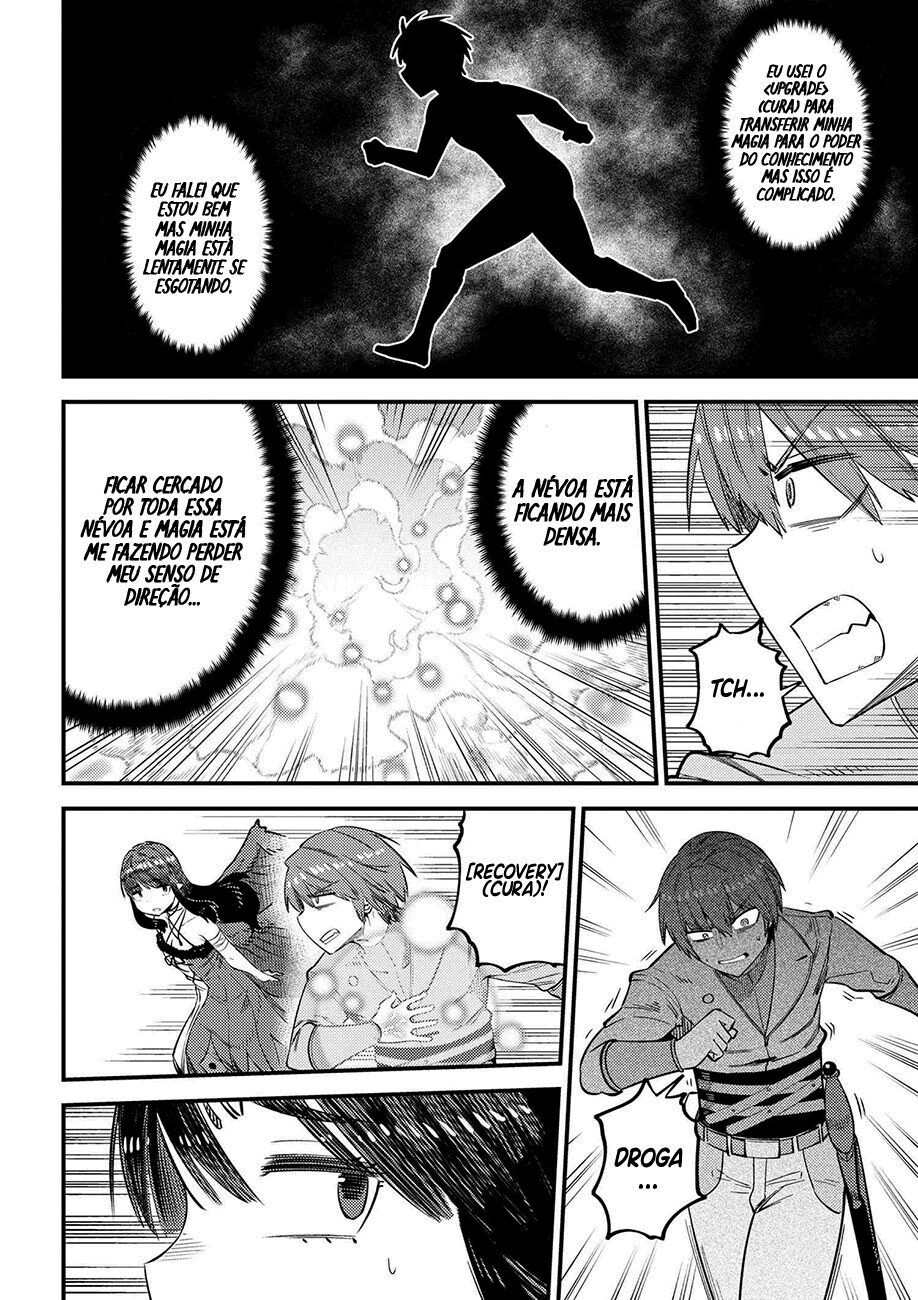 EU USEI O
<UPGRADE>
(CURA) PARA
TRANSFERIR MINHA
MAGIA PARA O PODER
DO CONHECIMENTO
MAS ISSO É
COMPLICADO.
EU FALEI QUE
ESTOU BEM
MAS MINHA
MAGIA ESTÁ
LENTAMENTE SE
ESGOTANDO.
TCH...
A NÉVOA ESTÁ
FICANDO MAIS
DENSA.
FICAR CERCADO
POR TODA ESSA
NÉVOA E MAGIA ESTÁ
ME FAZENDO PERDER
MEU SENSO DE
DIREÇÃO...
DROGA
...
[RECOVERY]
(CURA)!